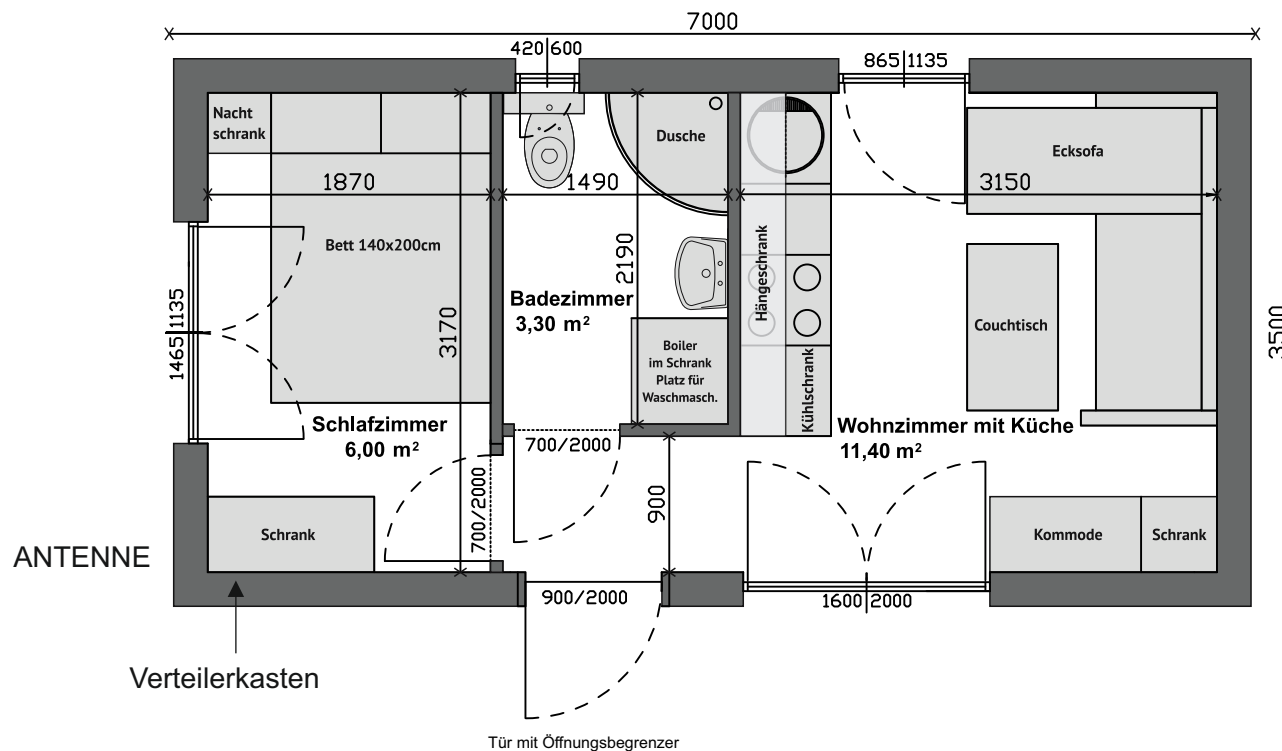 7000
420 600
865 1135
Nacht
schrank
Dusche
Ecksofa
1870
1490
3150
Bett 140x200cm
Hängeschrank
2190
1465 1135
3170
Badezimmer
3,30 m²
Couchtisch
3500
Boiler
im Schrank
Platz für
Waschmasch.
Kühlschrank
Schlafzimmer
6,00 m²
Wohnzimmer mit Küche
11,40 m²
700/2000
700/2000
900
Schrank
Kommode
Schrank
ANTENNE
900/2000
1600 2000
Verteilerkasten
Tür mit Öffnungsbegrenzer